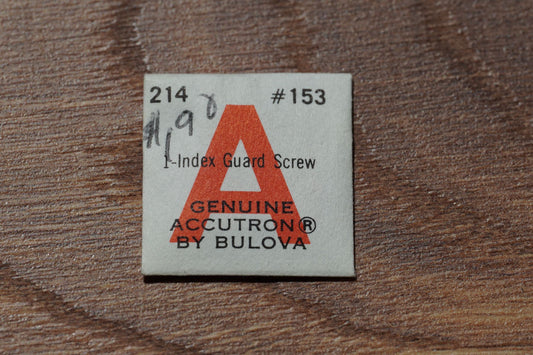 214 #153
1-Index Guard Screw
GENUINE
ACCUTRON®
BY BULOVA